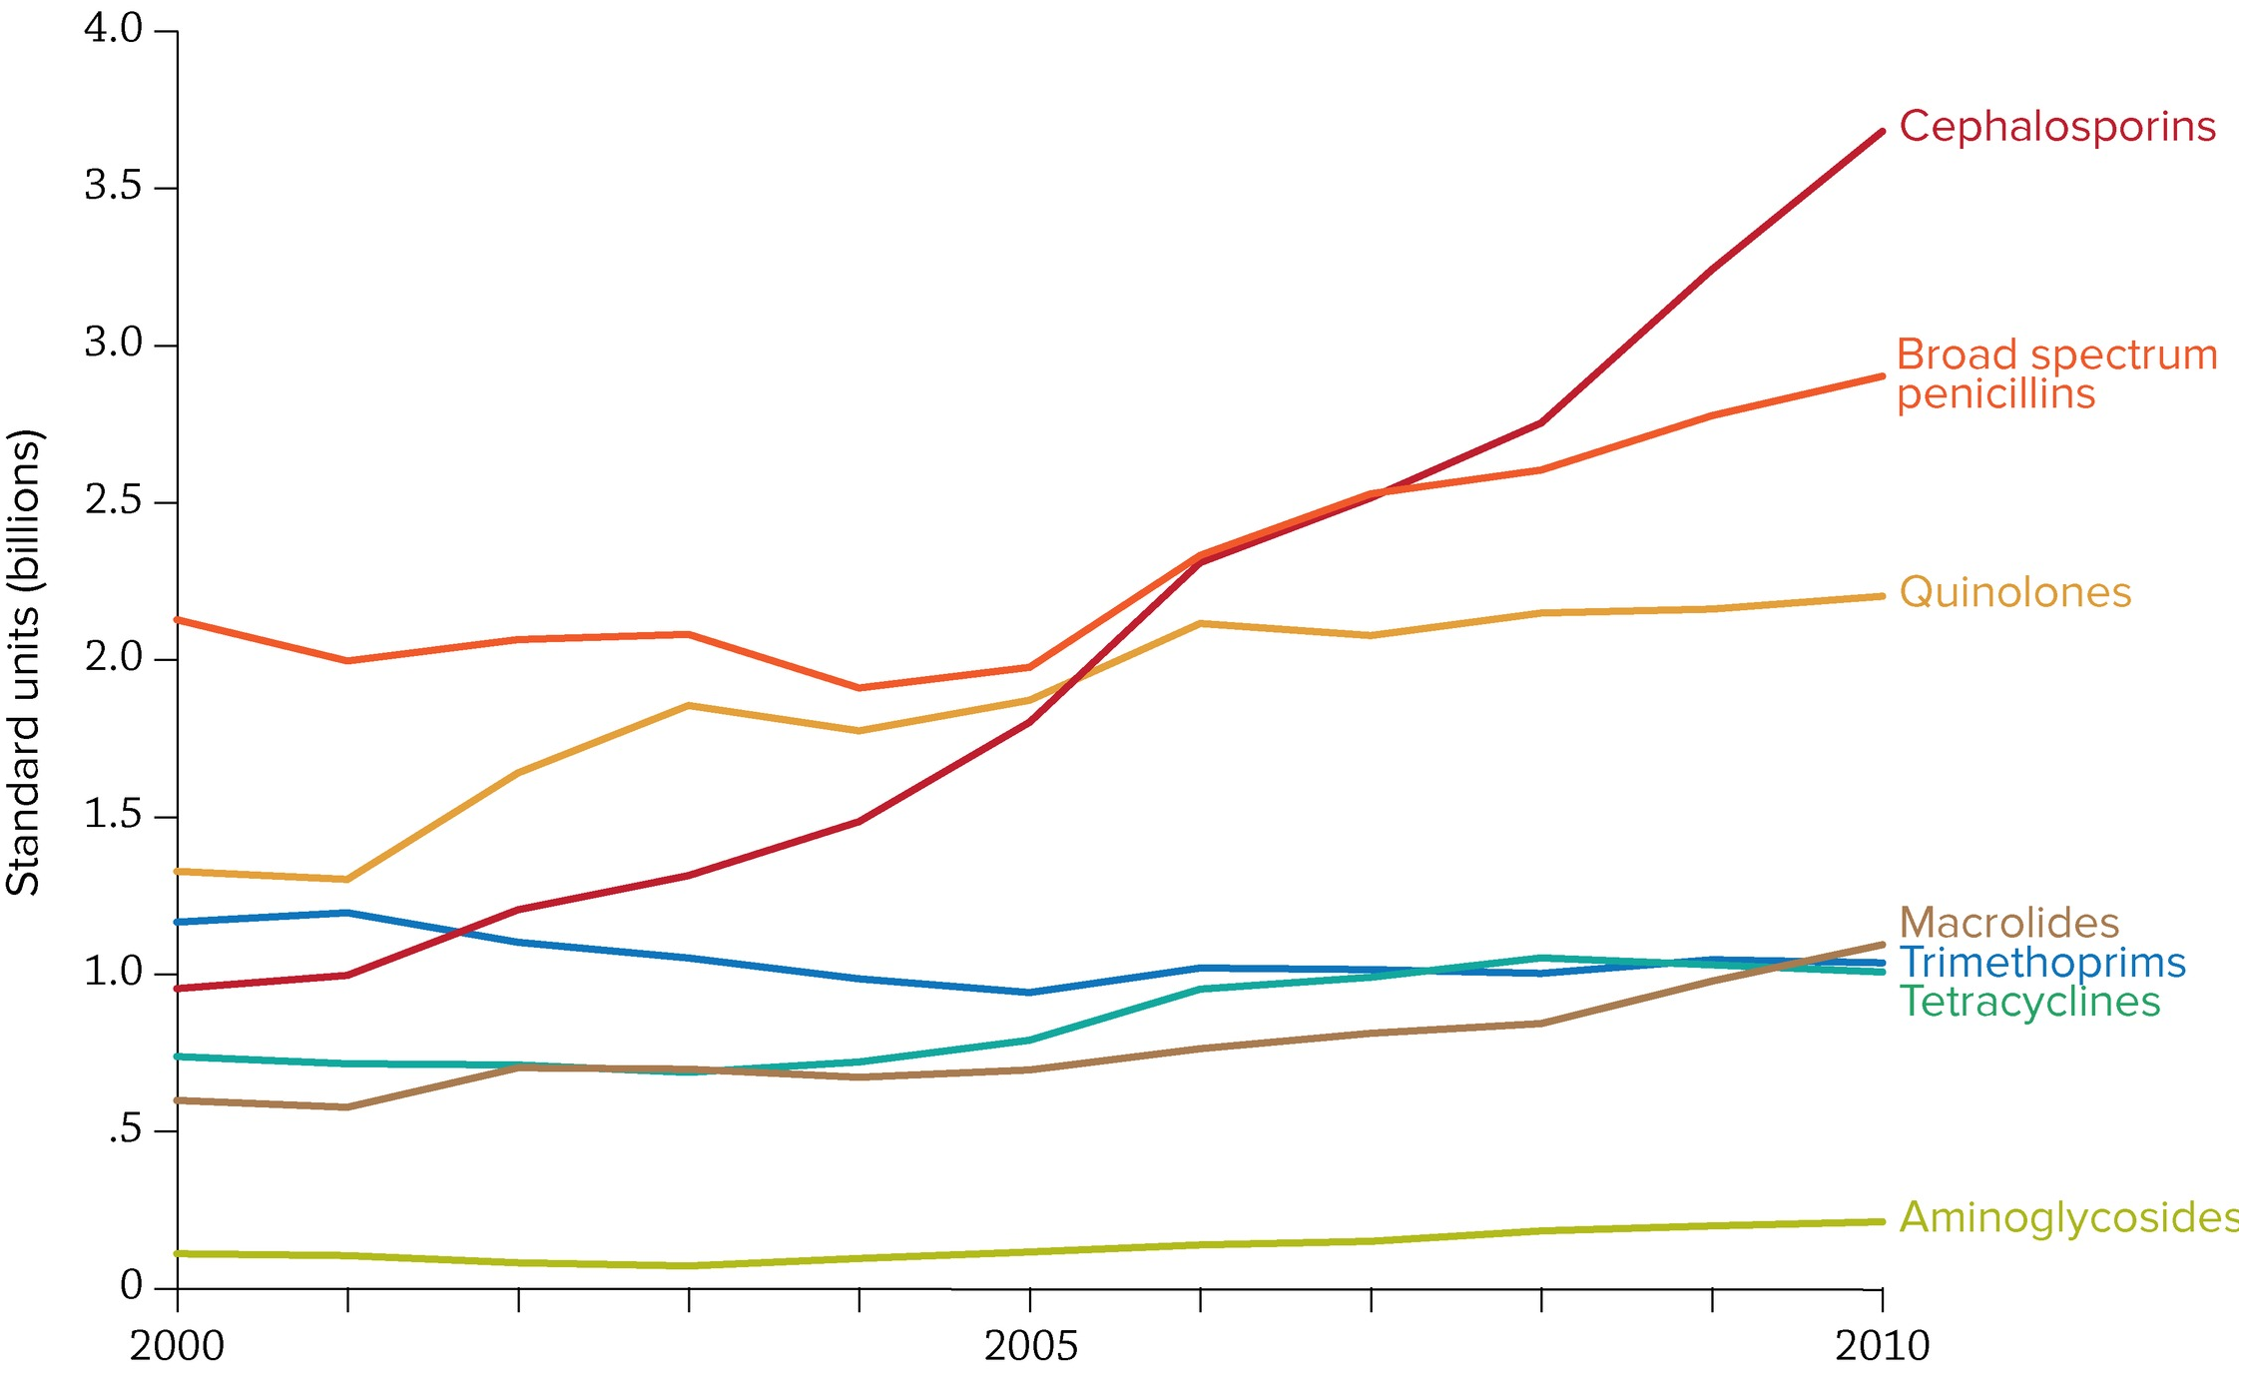 4.0
3.5
3.0
2.5
2.0
1.5
1.0
.5
0
Standard units (billions)
2000
2005
2010
Cephalosporins
Broad spectrum
penicillins
Quinolones
Macrolides
Trimethoprims
Tetracyclines
Aminoglycosides